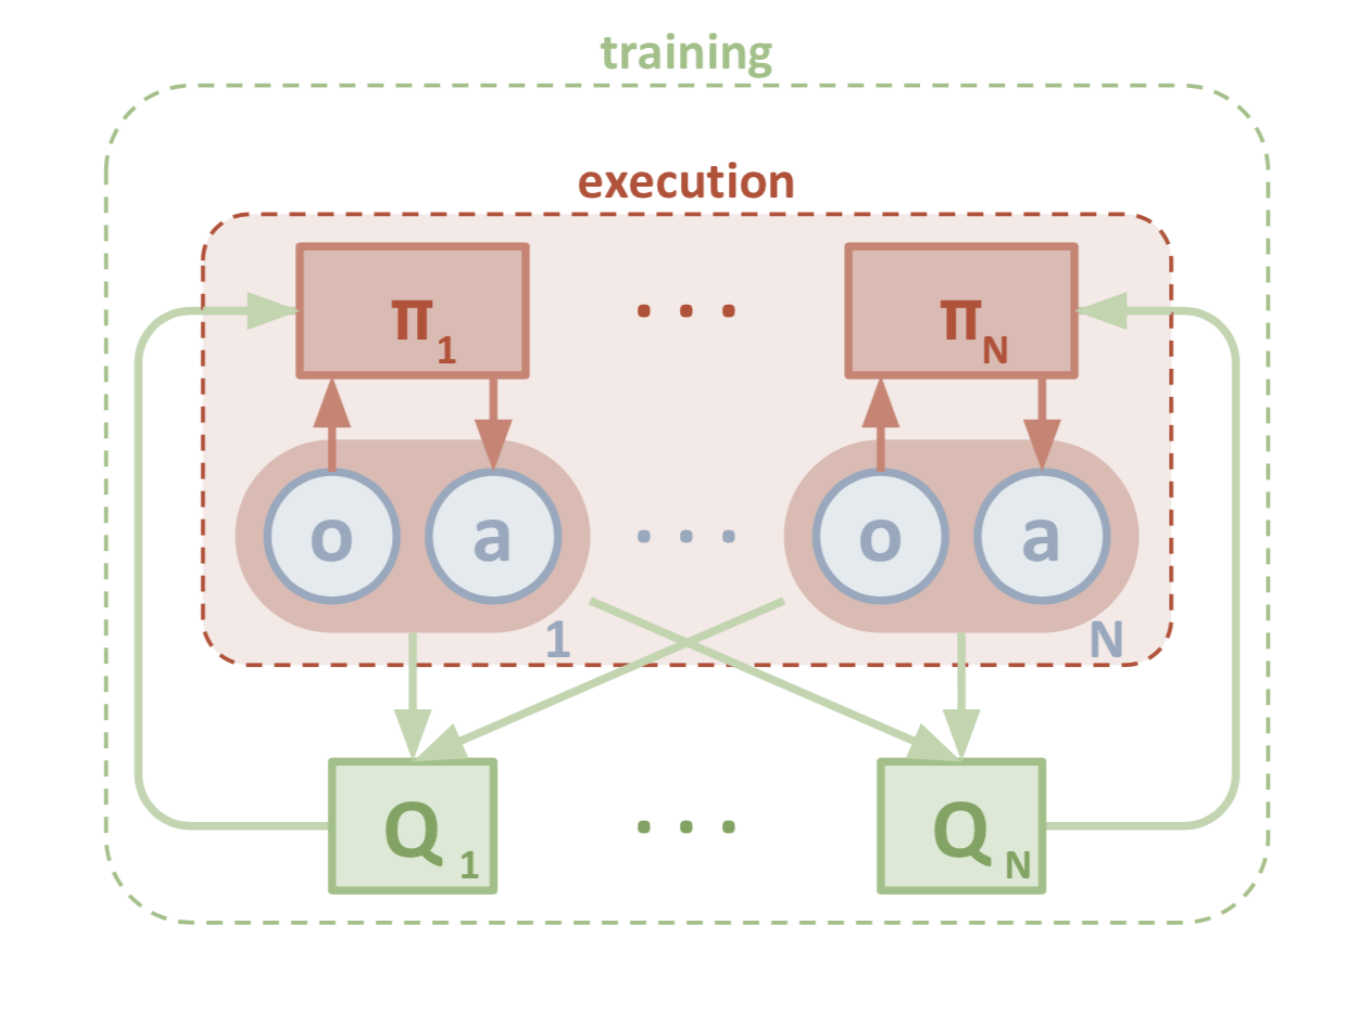 training
execution
π1 . . . πN
o a . . . o a
1 N
Q1 . . . QN